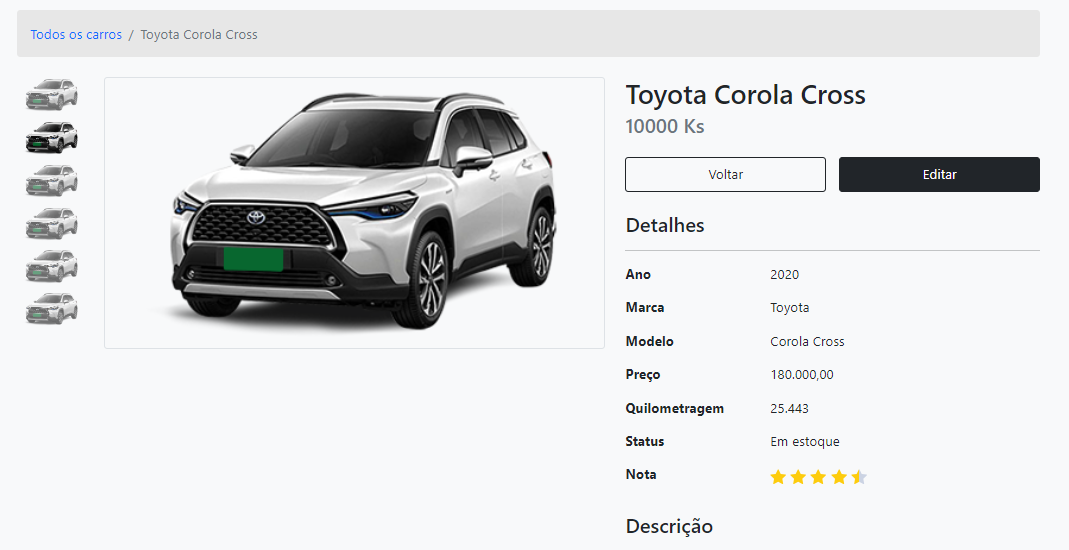 Todos os carros / Toyota Corola Cross
Toyota Corola Cross
10000 Ks
Voltar
Editar
Detalhes
Ano 2020
Marca Toyota
Modelo Corola Cross
Preço 180.000,00
Quilometragem 25.443
Status Em estoque
Nota
Descrição